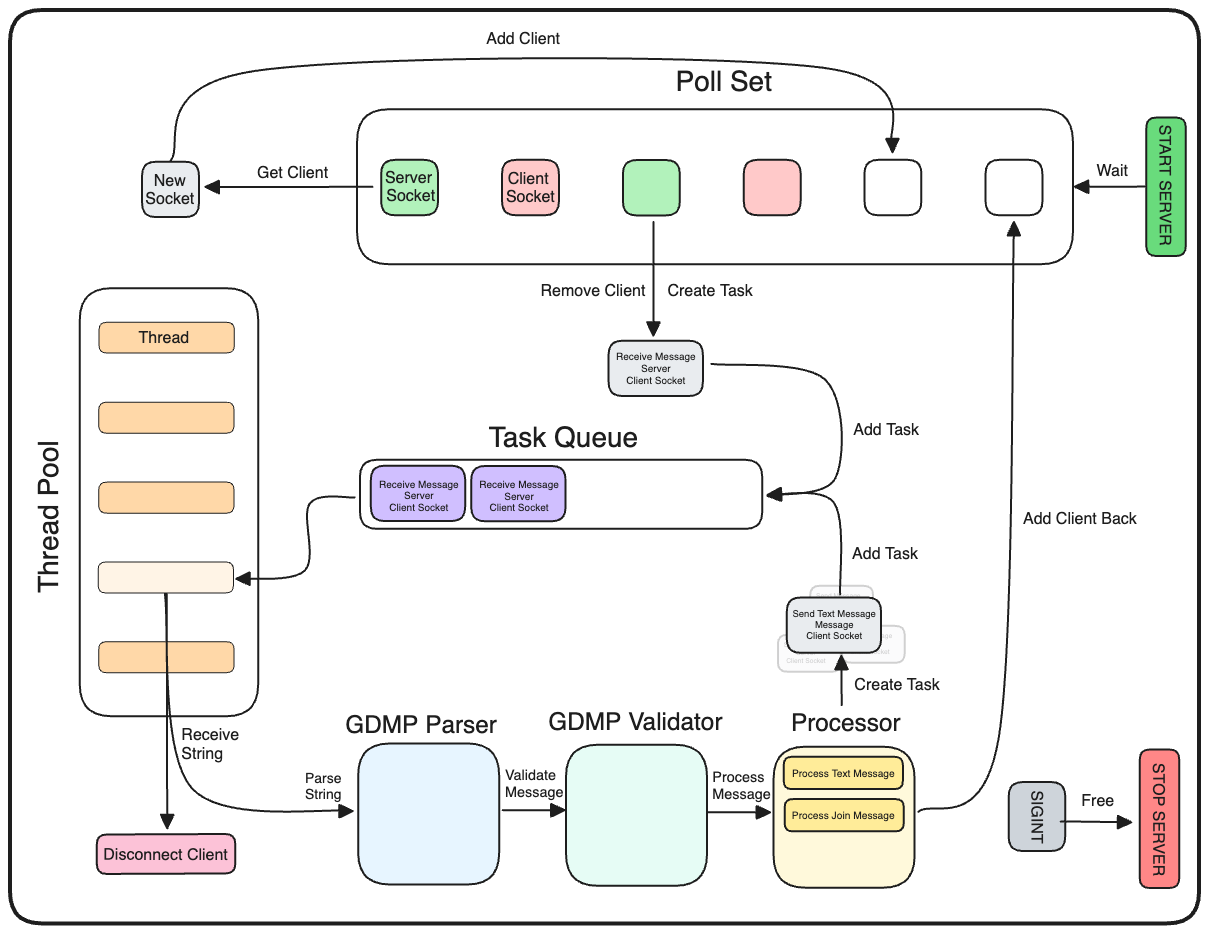 Add Client
Poll Set
New
Socket
Get Client
Server
Socket
Client
Socket
Wait
START SERVER
Remove Client
Create Task
Receive Message
Server
Client Socket
Thread Pool
Thread
Add Task
Task Queue
Receive Message
Server
Client Socket
Receive Message
Server
Client Socket
Add Client Back
Add Task
Send Text Message
Message
Client Socket
Client Socket
Create Task
Receive
String
GDMP Parser
GDMP Validator
Processor
Parse
String
Validate
Message
Process
Message
Process Text Message
Process Join Message
Disconnect Client
SIGINT
Free
STOP SERVER